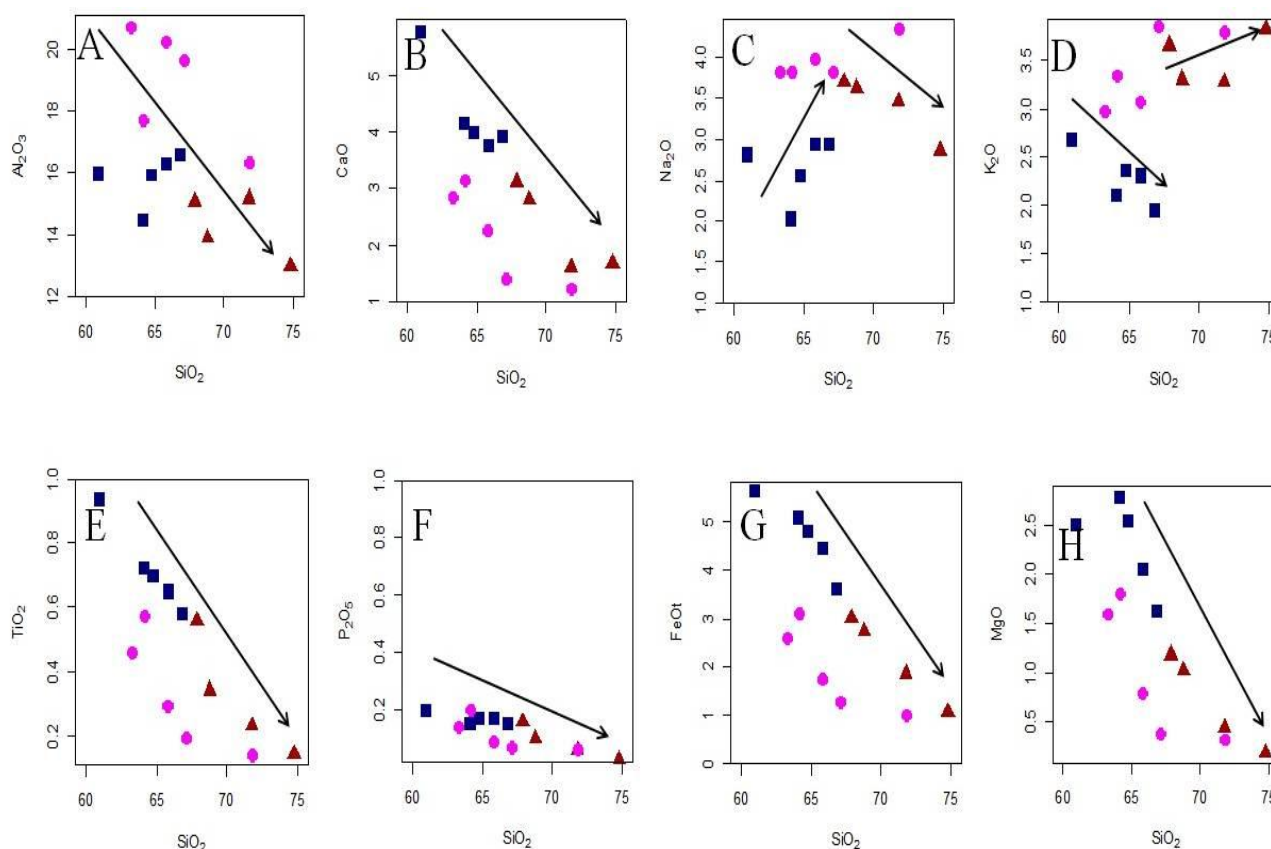 A
Al₂O₃
20
18
16
14
12
60 65 70 75
SiO₂
B
CaO
5
4
3
2
1
60 65 70 75
SiO₂
C
Na₂O
4.0
3.5
3.0
2.5
2.0
1.5
1.0
60 65 70 75
SiO₂
D
K₂O
3.5
3.0
2.5
2.0
1.5
1.0
60 65 70 75
SiO₂
E
TiO₂
1.0
0.8
0.6
0.4
0.2
60 65 70 75
SiO₂
F
P₂O₅
1.0
0.8
0.6
0.4
0.2
60 65 70 75
SiO₂
G
FeOt
5
4
3
2
1
0
60 65 70 75
SiO₂
H
MgO
2.5
2.0
1.5
1.0
0.5
60 65 70 75
SiO₂